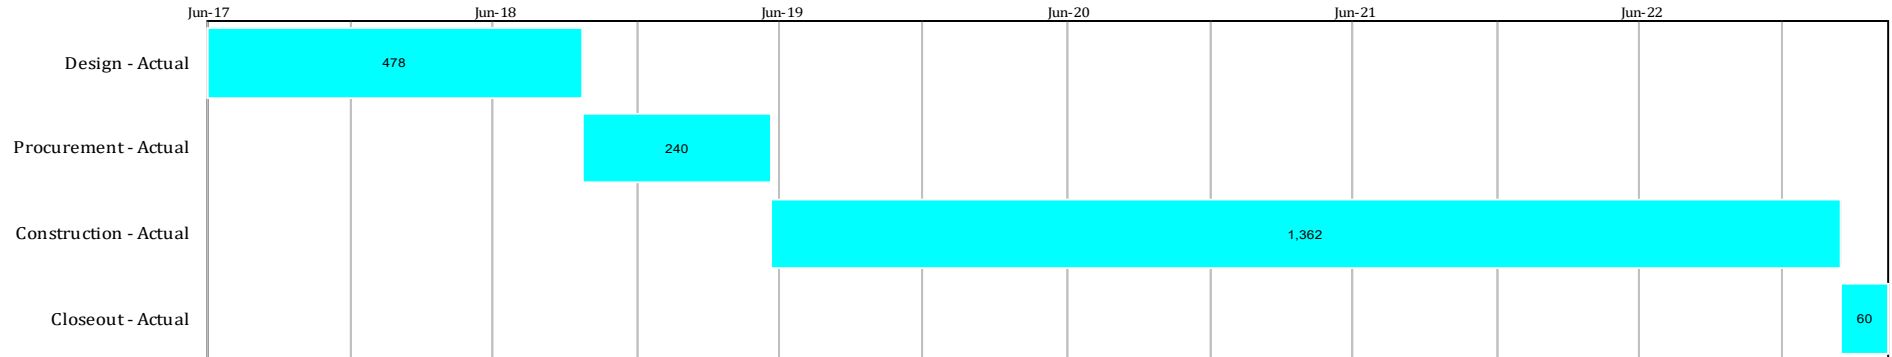 Jun-17 Jun-18 Jun-19 Jun-20 Jun-21 Jun-22
Design - Actual 478
Procurement - Actual 240
Construction - Actual 1,362
Closeout - Actual 60